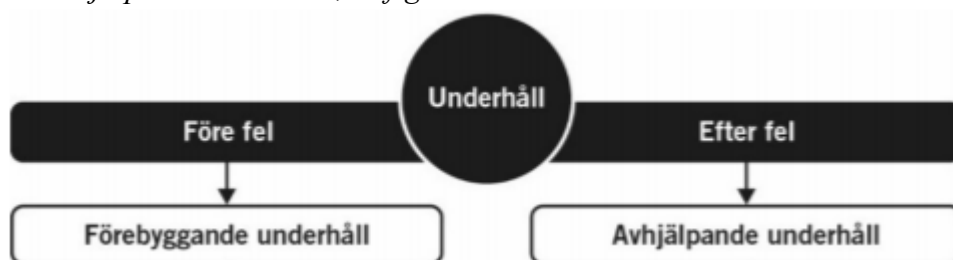 Underhåll
Före fel
Efter fel
Förebyggande underhåll
Avhjälpande underhåll